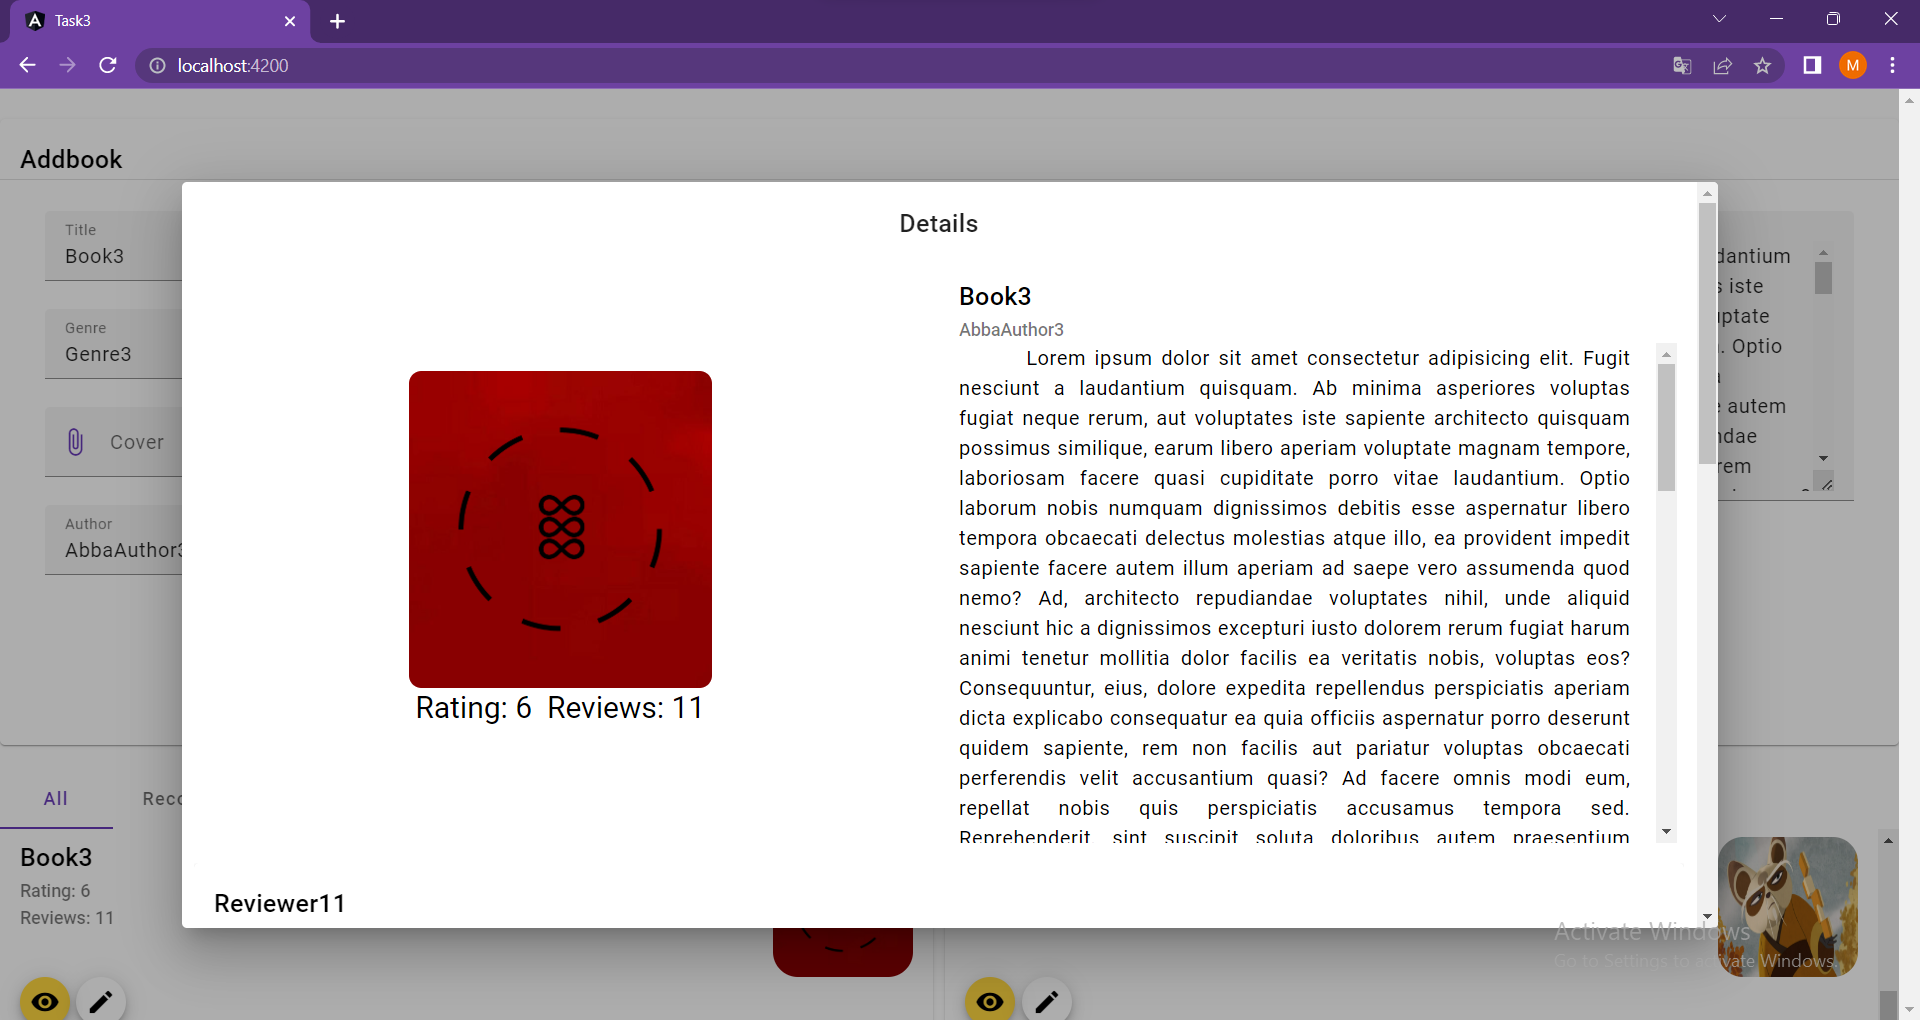 Task3
localhost:4200
M
Addbook
Title
Book3
Genre
Genre3
Cover
Author
AbbaAuthor3
Details
Book3
AbbaAuthor3
Lorem ipsum dolor sit amet consectetur adipisicing elit. Fugit
nesciunt a laudantium quisquam. Ab minima asperiores voluptas
fugiat neque rerum, aut voluptates iste sapiente architecto quisquam
possimus similique, earum libero aperiam voluptate magnam tempore,
laboriosam facere quasi cupiditate porro vitae laudantium. Optio
laborum nobis numquam dignissimos debitis esse aspernatur libero
tempora obcaecati delectus molestias atque illo, ea provident impedit
sapiente facere autem illum aperiam ad saepe vero assumenda quod
nemo? Ad, architecto repudiandae voluptates nihil, unde aliquid
nesciunt hic a dignissimos excepturi iusto dolorem rerum fugiat harum
animi tenetur mollitia dolor facilis ea veritatis nobis, voluptas eos?
Consequuntur, eius, dolore expedita repellendus perspiciatis aperiam
dicta explicabo consequatur ea quia officiis aspernatur porro deserunt
quidem sapiente, rem non facilis aut pariatur voluptas obcaecati
perferendis velit accusantium quasi? Ad facere omnis modi eum,
repellat nobis quis perspiciatis accusamus tempora sed.
Reprehenderit sint suscipit soluta doloribus autem praesentium
Rating: 6 Reviews: 11
Reviewer11
dantium
s iste
uptate
. Optio
autem
ndae
rem
All
Reco
Book3
Rating: 6
Reviews: 11
Activate Windows
Go to Settings to activate Windows.